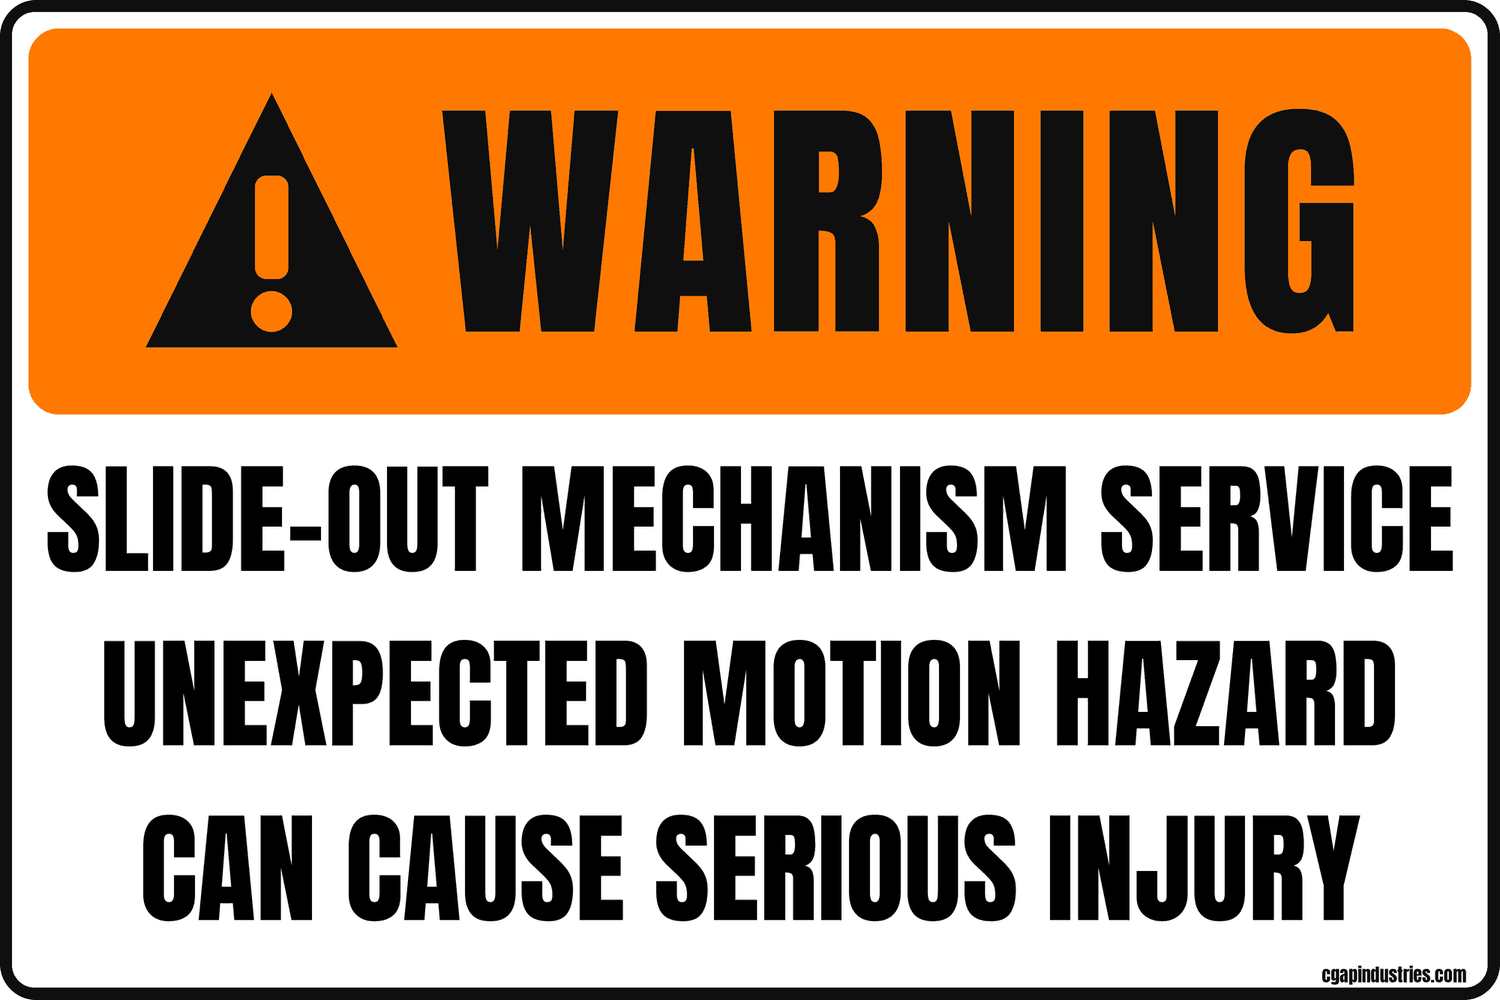 WARNING
SLIDE-OUT MECHANISM SERVICE
UNEXPECTED MOTION HAZARD
CAN CAUSE SERIOUS INJURY
cgapindustries.com